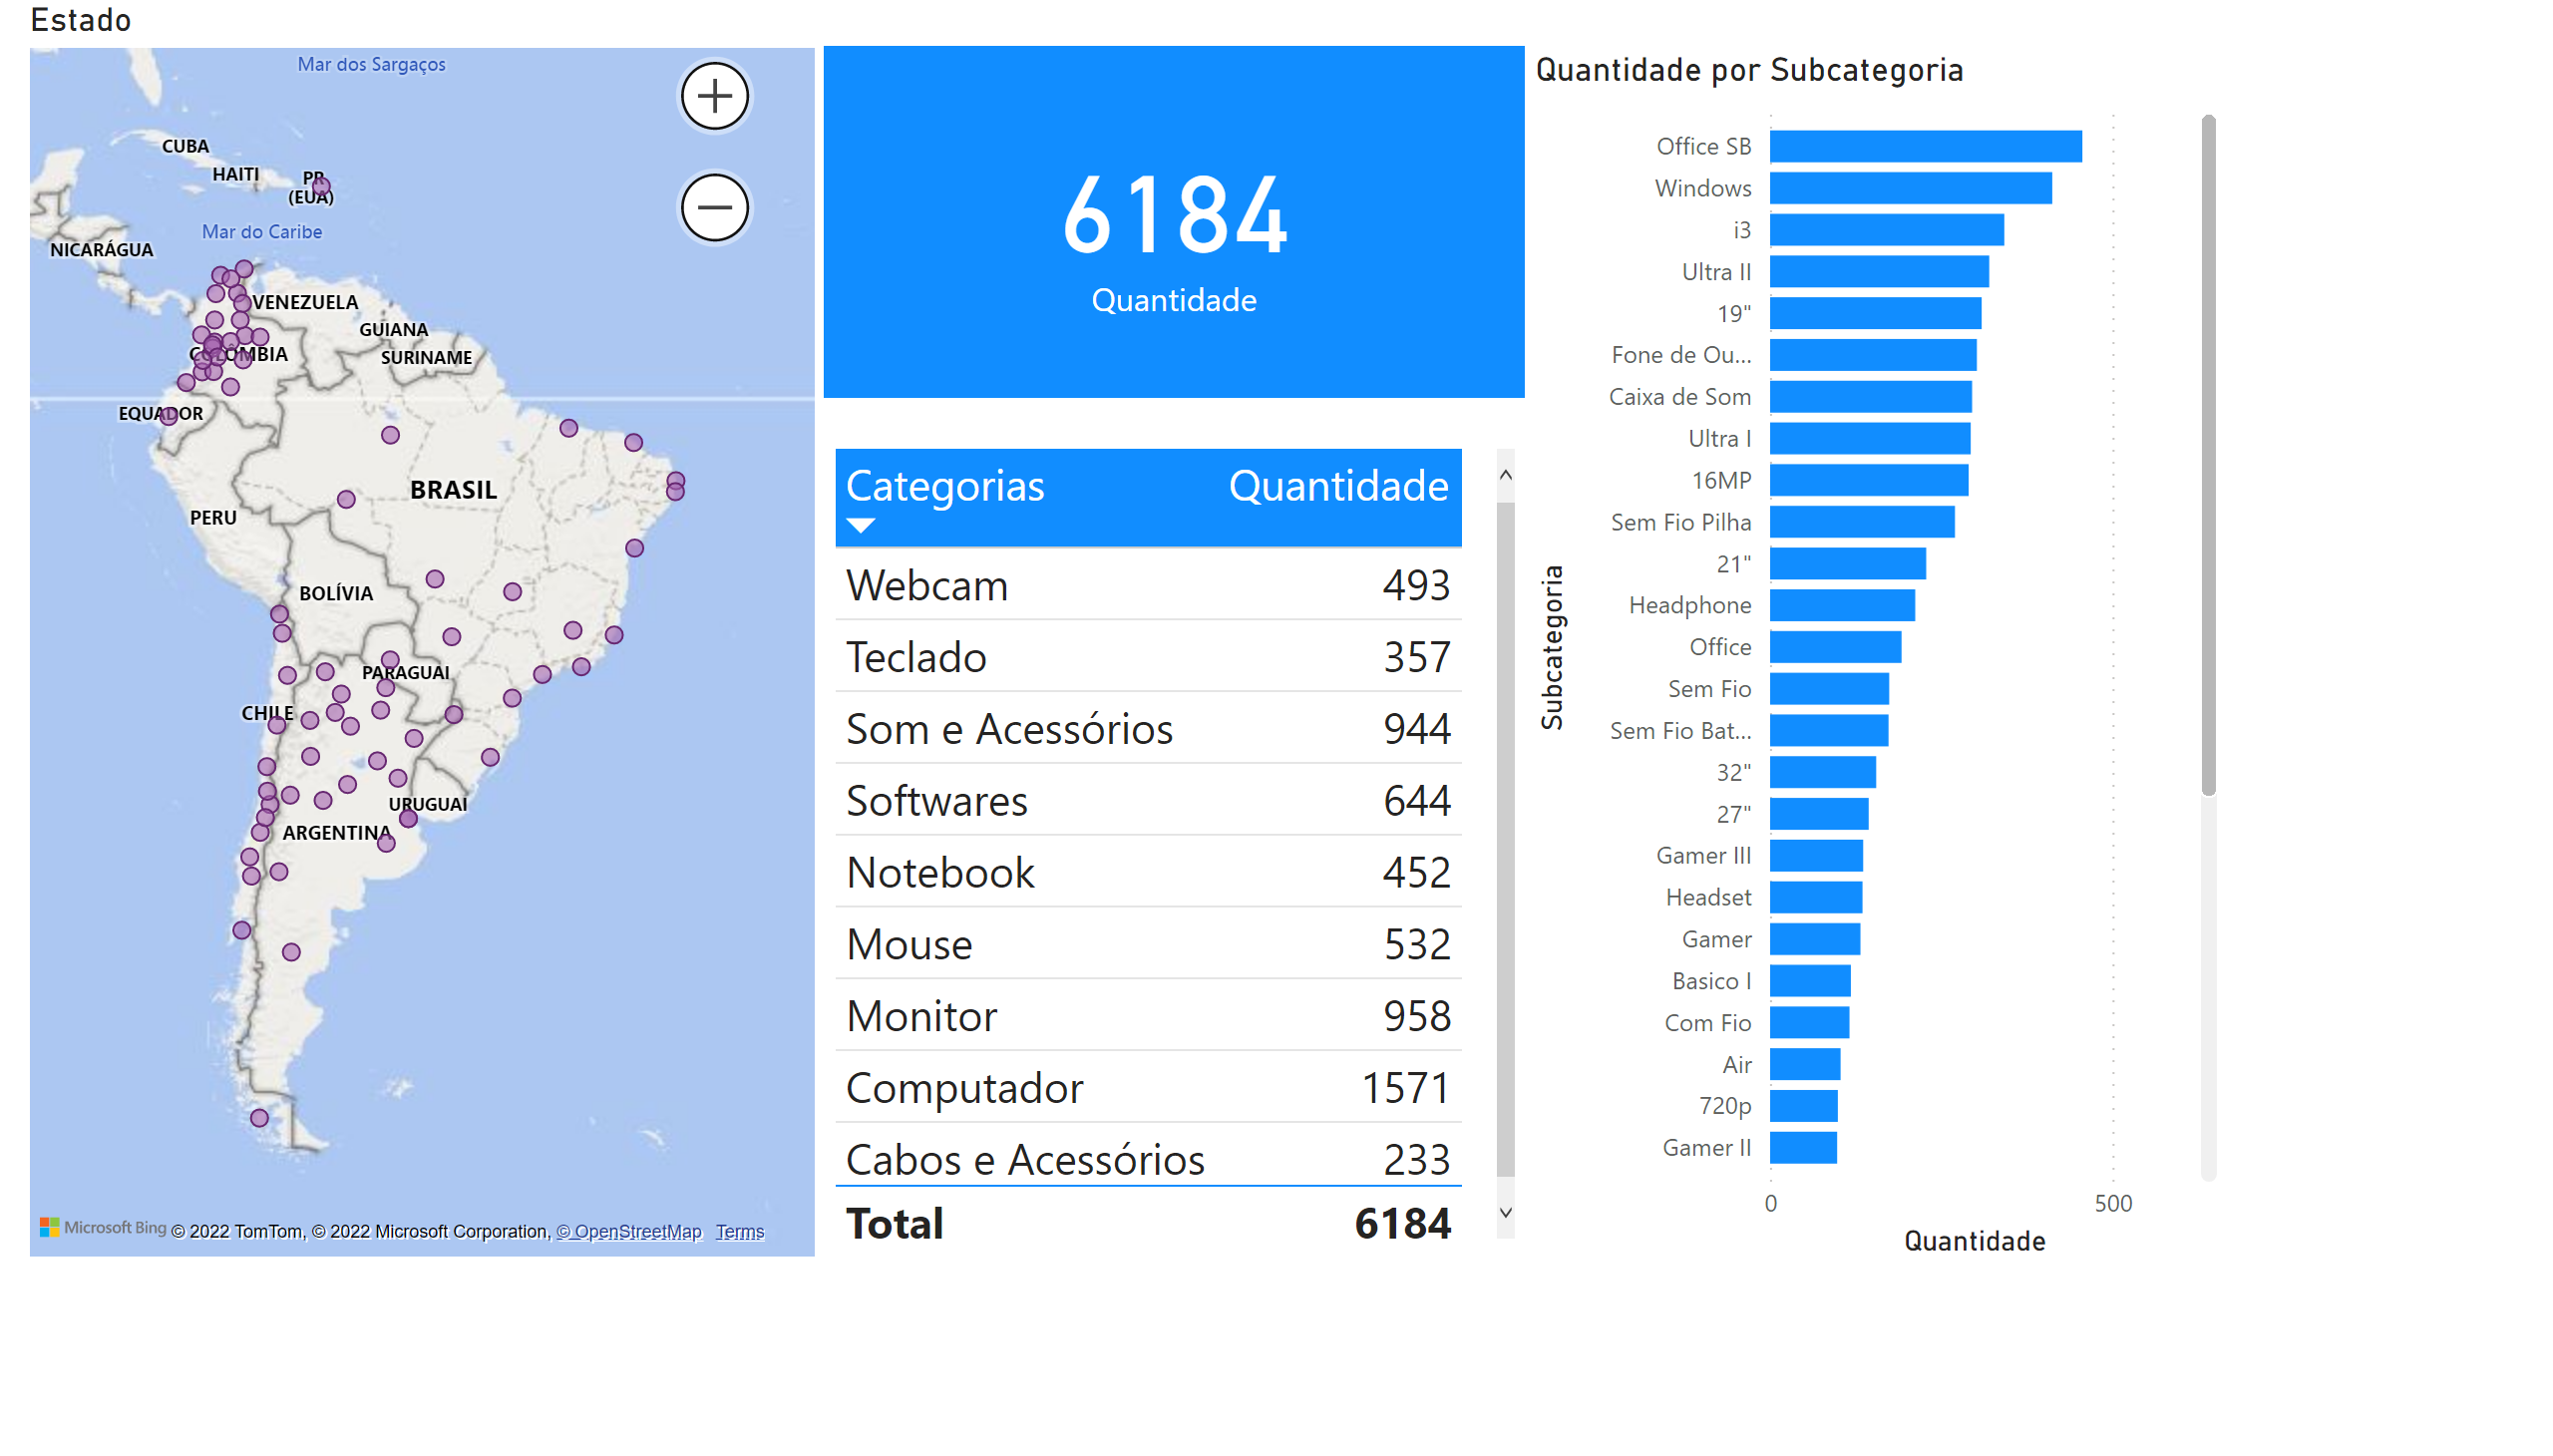 Estado
Mar dos Sargaços
CUBA
HAITI
PR
(EUA)
Mar do Caribe
NICARÁGUA
VENEZUELA
GUIANA
SURINAME
COLÔMBIA
EQUADOR
BRASIL
PERU
BOLÍVIA
PARAGUAI
CHILE
URUGUAI
ARGENTINA
Microsoft Bing © 2022 TomTom, © 2022 Microsoft Corporation, © OpenStreetMap Terms
6184
Quantidade
Categorias Quantidade
Webcam 493
Teclado 357
Som e Acessórios 944
Softwares 644
Notebook 452
Mouse 532
Monitor 958
Computador 1571
Cabos e Acessórios 233
Total 6184
Quantidade por Subcategoria
Subcategoria
Office SB
Windows
i3
Ultra II
19"
Fone de Ou...
Caixa de Som
Ultra I
16MP
Sem Fio Pilha
21"
Headphone
Office
Sem Fio
Sem Fio Bat...
32"
27"
Gamer III
Headset
Gamer
Basico I
Com Fio
Air
720p
Gamer II
0 500
Quantidade